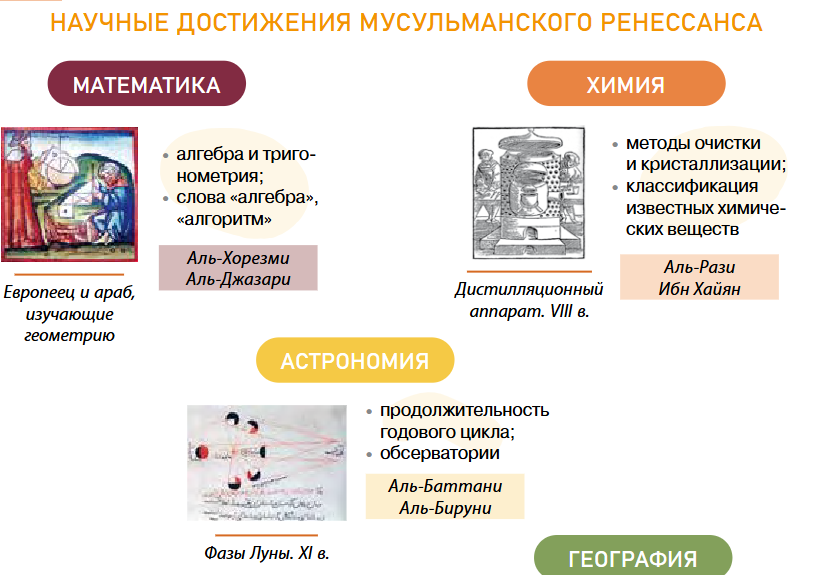 НАУЧНЫЕ ДОСТИЖЕНИЯ МУСУЛЬМАНСКОГО РЕНЕССАНСА
МАТЕМАТИКА
• алгебра и триго-
нометрия;
• слова «алгебра»,
«алгоритм»
Аль-Хорезми
Аль-Джазари
Европеец и араб,
изучающие
геометрию
ХИМИЯ
• методы очистки
и кристаллизации;
• классификация
известных химиче-
ских веществ
Аль-Рази
Ибн Хайян
Дистилляционный
аппарат. VIII в.
АСТРОНОМИЯ
• продолжительность
годового цикла;
• обсерватории
Аль-Баттани
Аль-Бируни
Фазы Луны. XI в.
ГЕОГРАФИЯ